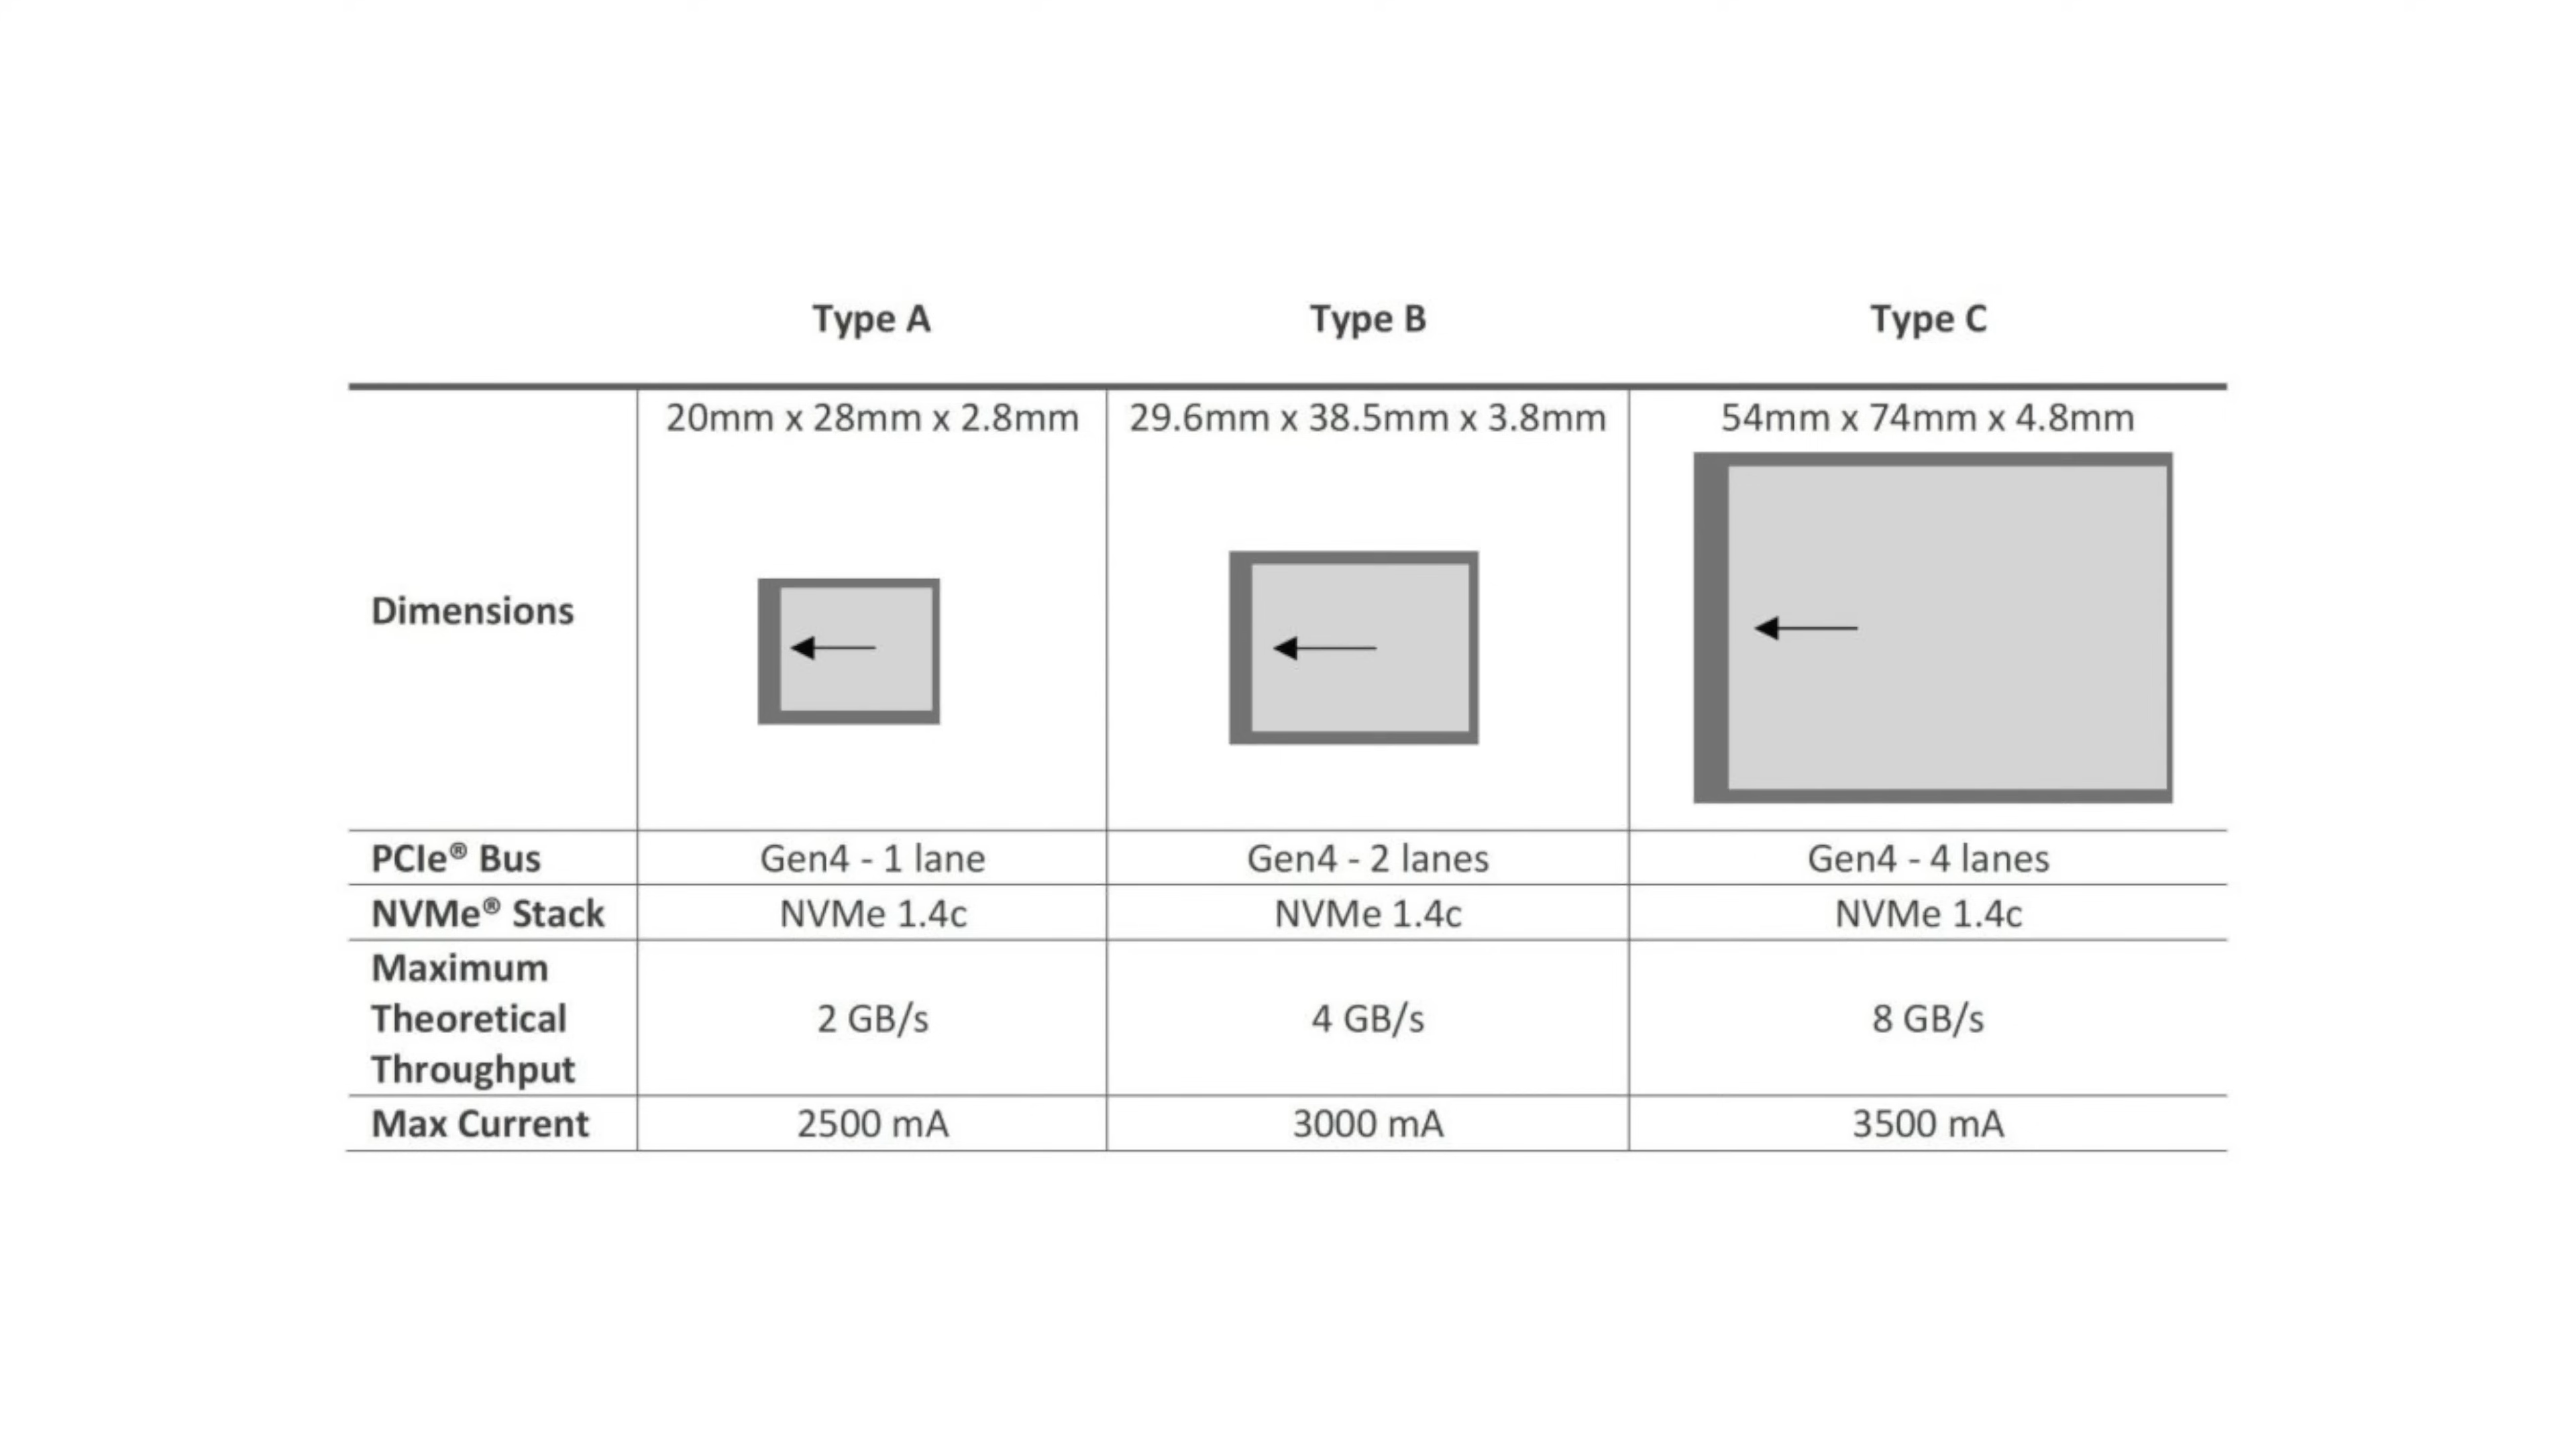 Type A Type B Type C
Dimensions 20mm x 28mm x 2.8mm 29.6mm x 38.5mm x 3.8mm 54mm x 74mm x 4.8mm
PCIe® Bus Gen4 - 1 lane Gen4 - 2 lanes Gen4 - 4 lanes
NVMe® Stack NVMe 1.4c NVMe 1.4c NVMe 1.4c
Maximum
Theoretical 2 GB/s 4 GB/s 8 GB/s
Throughput
Max Current 2500 mA 3000 mA 3500 mA